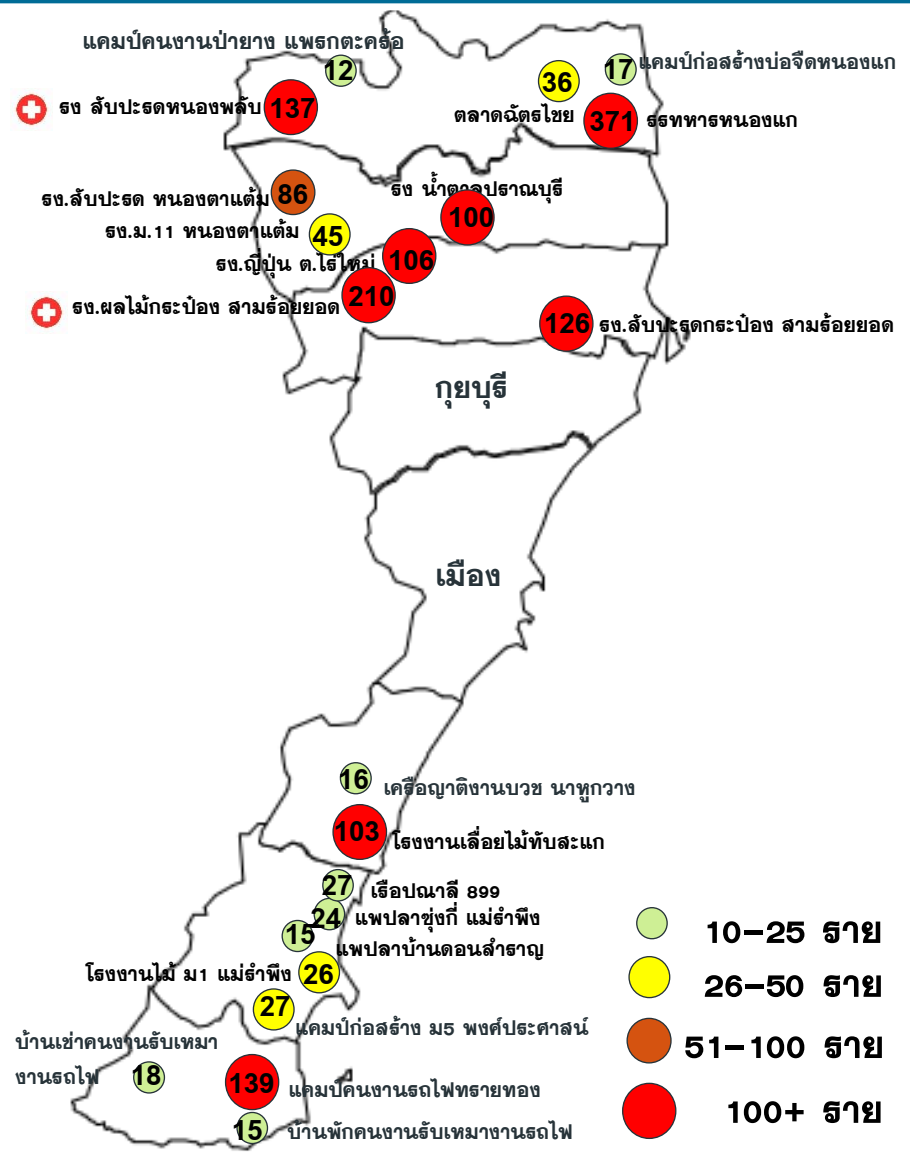 แคมป์คนงานป่ายาง แพรกตะคร้อ
12
36
17
แคมป์ก่อสร้างบ่อจืดหนองแก
รง สับปะรดหนองพลับ
137
ตลาดฉัตรไชย
371
รรทหารหนองแก
รง.สับปะรด หนองตาแต้ม
86
รง น้ำตาลปราณบุรี
100
รง.ม.11 หนองตาแต้ม
45
รง.ญี่ปุ่น ต.ไร่ใหม่
106
รง.ผลไม้กระป๋อง สามร้อยยอด
210
126
รง.สับปะรดกระป๋อง สามร้อยยอด
กุยบุรี
เมือง
16
เครือญาติงานบวช นาหูกวาง
103
โรงงานเลื่อยไม้ทับสะแก
27
เรือปณาลี 899
24
แพปลาซุ่งกี่ แม่รำพึง
15
แพปลาบ้านดอนสำราญ
โรงงานไม้ ม1 แม่รำพึง
26
27
แคมป์ก่อสร้าง ม5 พงศ์ประศาสน์
บ้านเช่าคนงานรับเหมา
งานรถไฟ
18
139
แคมป์คนงานรถไฟทรายทอง
15
บ้านพักคนงานรับเหมางานรถไฟ
10-25 ราย
26-50 ราย
51-100 ราย
100+ ราย